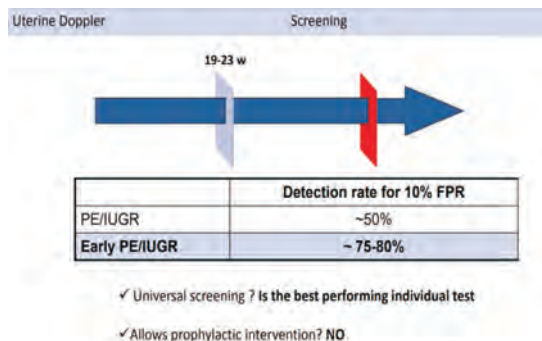 Uterine Doppler Screening
19-23 w
Detection rate for 10% FPR
PE/IUGR ~50%
Early PE/IUGR ~ 75-80%
✓ Universal screening ? Is the best performing individual test
✓Allows prophylactic intervention? NO